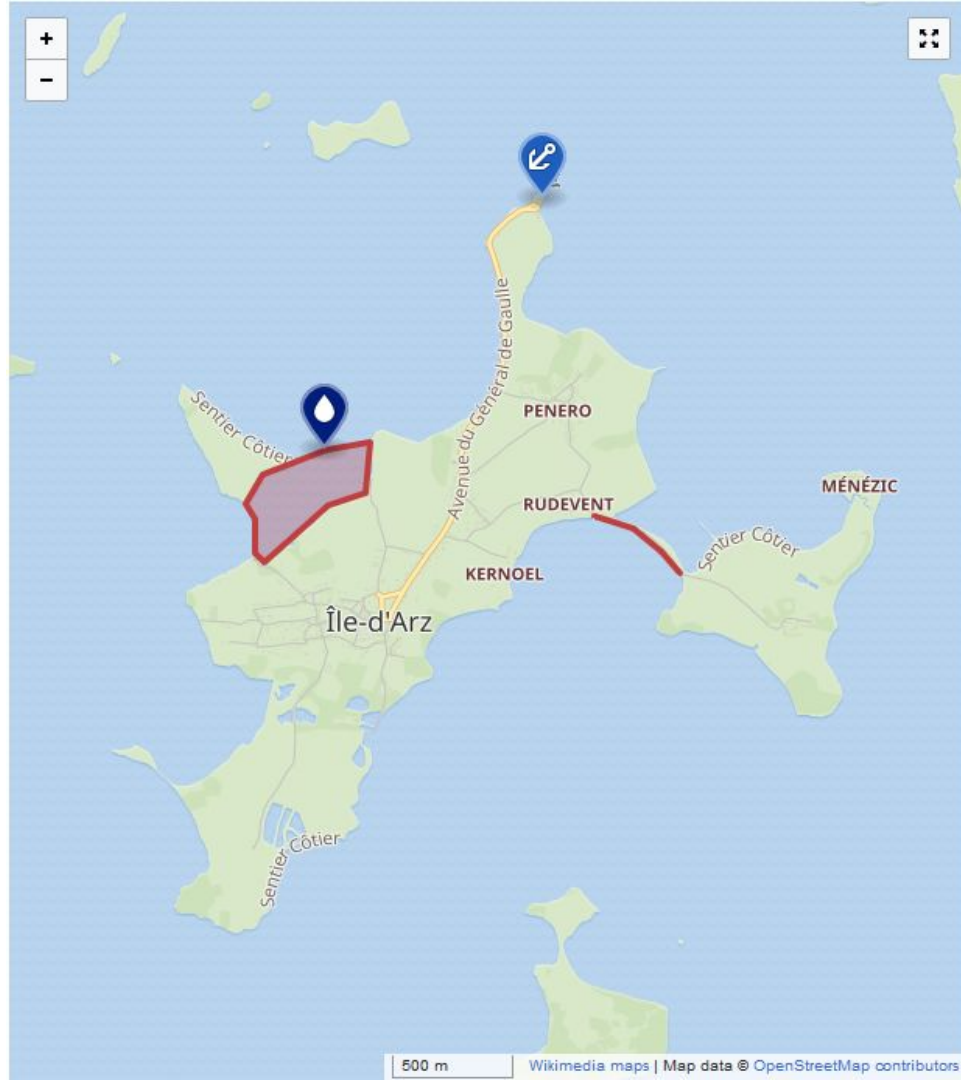 +
−
Avenue du Général de Gaulle
Sentier Côtier
PENERO
MÉNÉZIC
RUDEVENT
Sentier Côtier
KERNOEL
Île-d'Arz
Sentier Côtier
500 m
Wikimedia maps | Map data © OpenStreetMap contributors